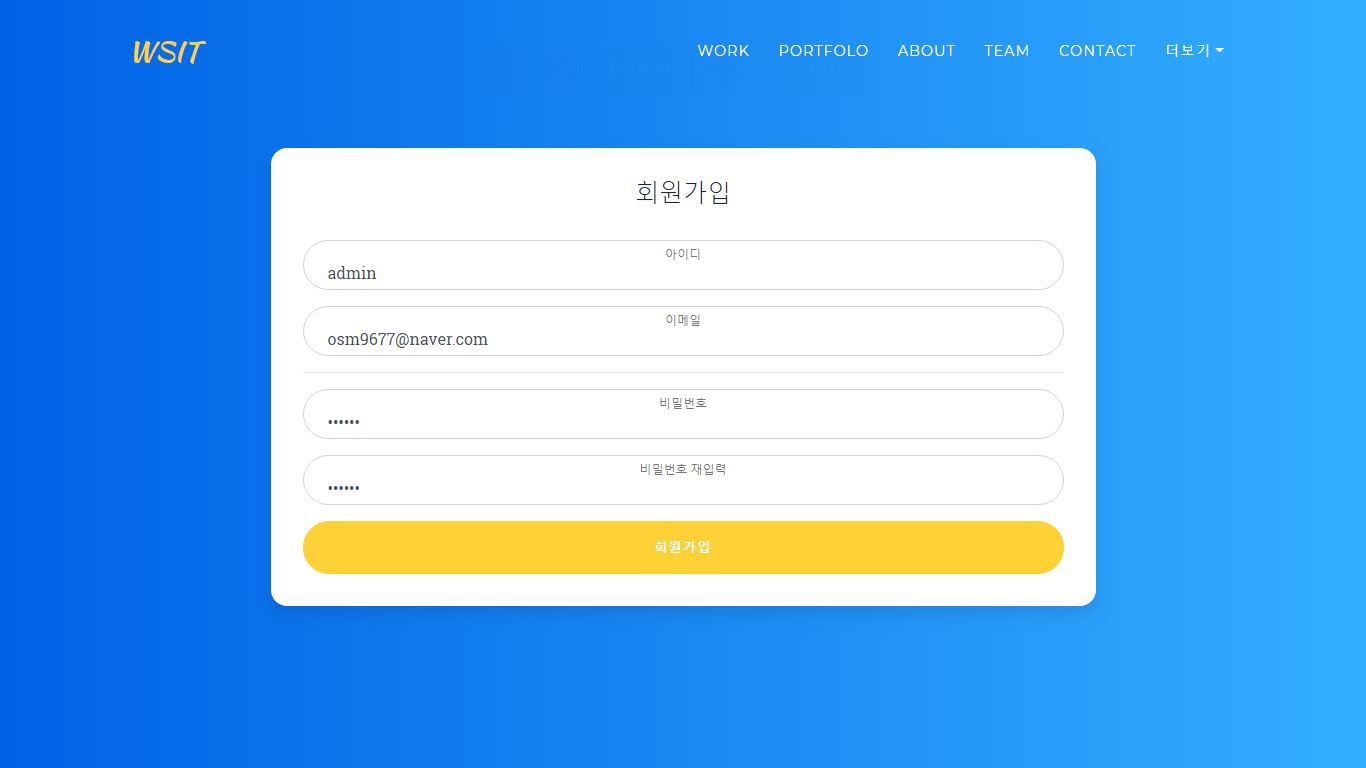 WSIT
WORK PORTFOLO ABOUT TEAM CONTACT 더보기
회원가입
아이디
admin
이메일
osm9677@naver.com
비밀번호
••••••
비밀번호 재입력
••••••
회원가입